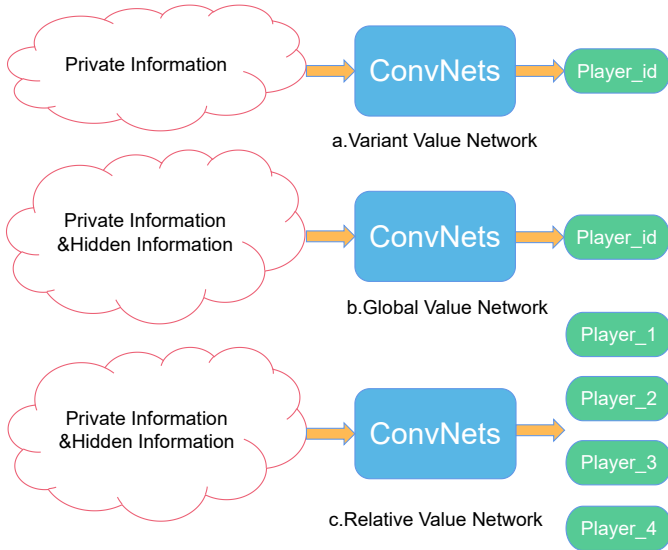 Private Information
ConvNets
Player_id
a.Variant Value Network
Private Information
&Hidden Information
ConvNets
Player_id
b.Global Value Network
Player_1
Private Information
&Hidden Information
ConvNets
Player_2
Player_3
c.Relative Value Network
Player_4